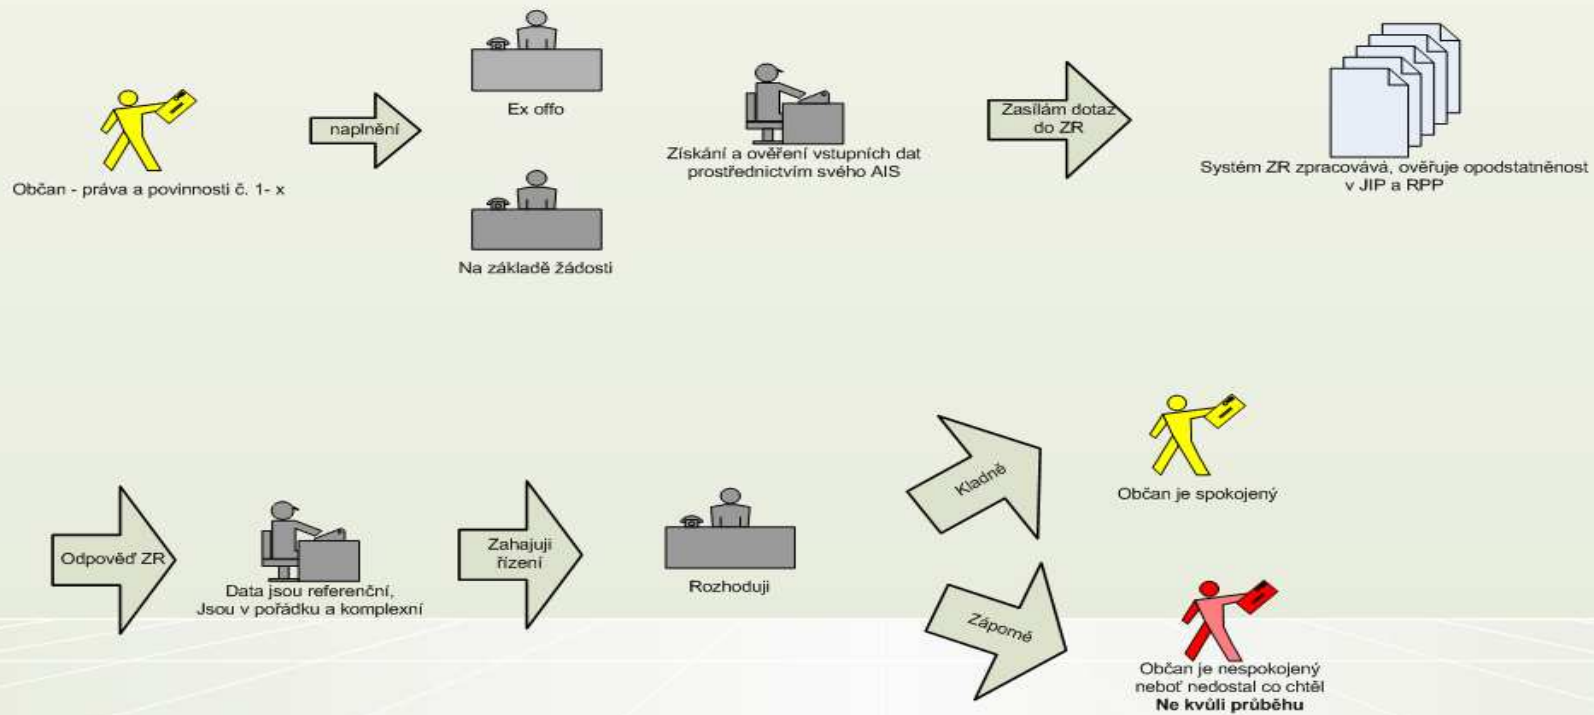 Občan - práva a povinnosti č. 1- x
naplnění
Ex offo
Na základě žádosti
Získání a ověření vstupních dat
prostřednictvím svého AIS
Zasílám dotaz
do ZR
Systém ZR zpracovává, ověřuje opodstatněnost
v JIP a RPP
Odpověď ZR
Data jsou referenční,
Jsou v pořádku a komplexní
Zahajuji
řízení
Rozhoduji
Kladně
Občan je spokojený
Záporně
Občan je nespokojený
neboť nedostal co chtěl
Ne kvůli průběhu